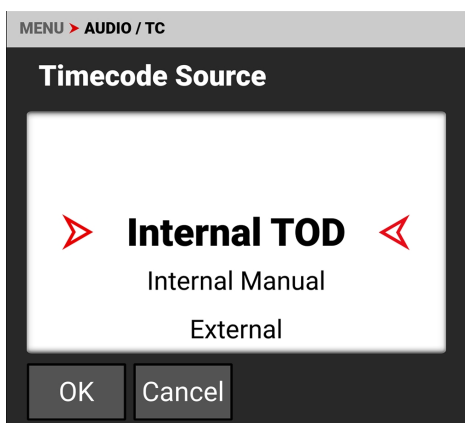 MENU > AUDIO / TC
Timecode Source
Internal TOD
Internal Manual
External
OK Cancel